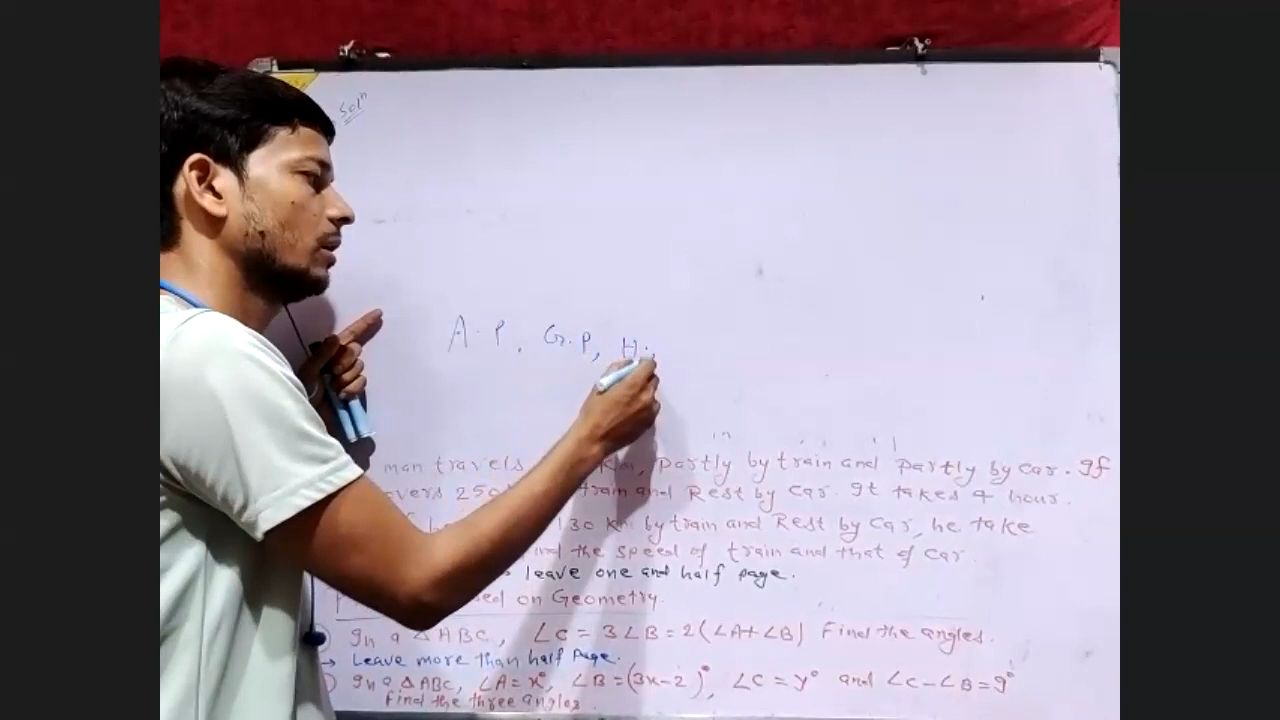 Solⁿ
A.P, G.P, H.
man travels km, partly by train and partly by car. If
covers 250 train and Rest by Car. It takes 4 hour.
130 km by train and Rest by Car, he take
the speed of train and that of Car.
leave one and half page.
on Geometry.
In a △ABC, ∠C = 3∠B = 2(∠A+∠B) Find the angles.
→ Leave more than half Page.
In a △ABC, ∠A = x°, ∠B = (3x-2)°, ∠C = y° and ∠C-∠B = 9°
Find the three angles.